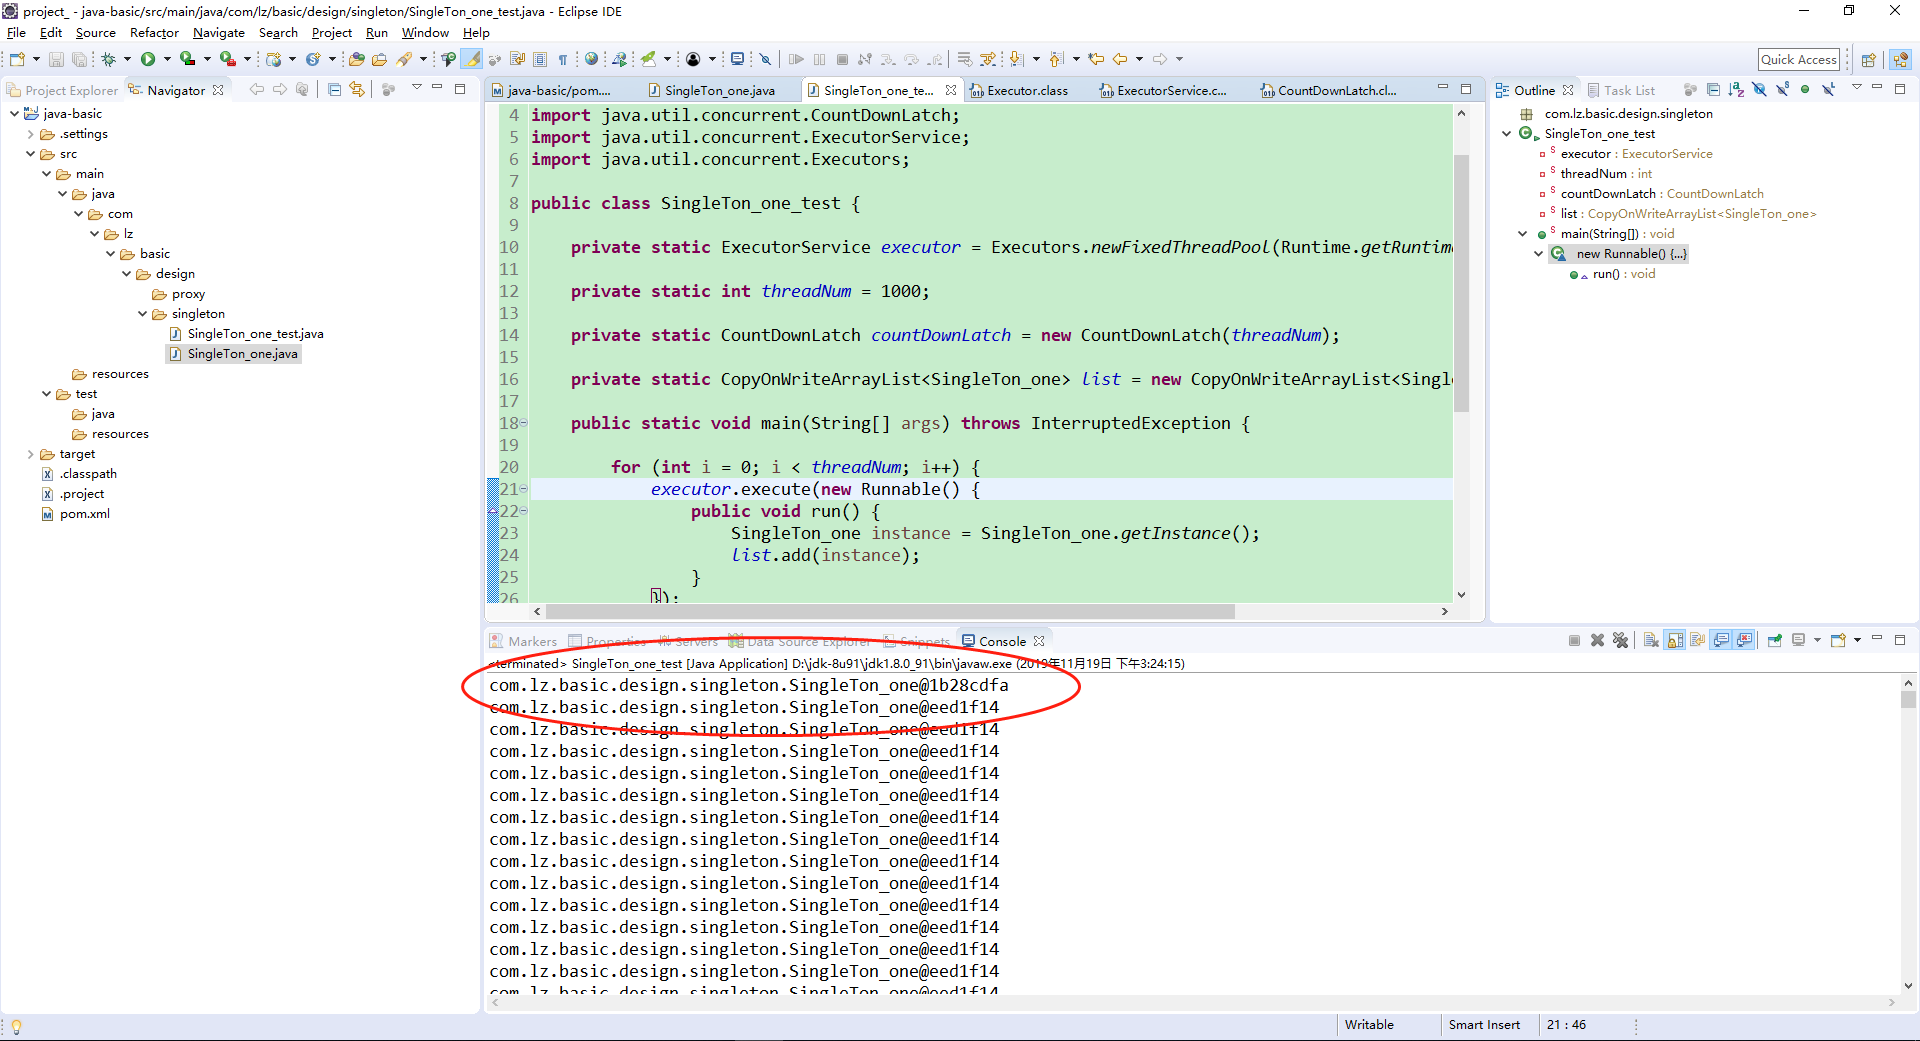 project_ - java-basic/src/main/java/com/lz/basic/design/singleton/SingleTon_one_test.java - Eclipse IDE
File Edit Source Refactor Navigate Search Project Run Window Help
Quick Access
Project Explorer Navigator
java-basic
.settings
src
main
java
com
lz
basic
design
proxy
singleton
SingleTon_one_test.java
SingleTon_one.java
resources
test
java
resources
target
.classpath
.project
pom.xml
java-basic/pom.... SingleTon_one.java SingleTon_one_te... Executor.class ExecutorService.c... CountDownLatch.cl...
4 import java.util.concurrent.CountDownLatch;
5 import java.util.concurrent.ExecutorService;
6 import java.util.concurrent.Executors;
7
8 public class SingleTon_one_test {
9
10 private static ExecutorService executor = Executors.newFixedThreadPool(Runtime.getRuntime
11
12 private static int threadNum = 1000;
13
14 private static CountDownLatch countDownLatch = new CountDownLatch(threadNum);
15
16 private static CopyOnWriteArrayList<SingleTon_one> list = new CopyOnWriteArrayList<Singl
17
18 public static void main(String[] args) throws InterruptedException {
19
20 for (int i = 0; i < threadNum; i++) {
21 executor.execute(new Runnable() {
22 public void run() {
23 SingleTon_one instance = SingleTon_one.getInstance();
24 list.add(instance);
25 }
26 });
Outline Task List
com.lz.basic.design.singleton
SingleTon_one_test
executor : ExecutorService
threadNum : int
countDownLatch : CountDownLatch
list : CopyOnWriteArrayList<SingleTon_one>
main(String[]) : void
new Runnable() {...}
run() : void
Markers Properties Servers Data Source Explorer Snippets Console
<terminated> SingleTon_one_test [Java Application] D:\jdk-8u91\jdk1.8.0_91\bin\javaw.exe (2019年11月19日 下午3:24:15)
com.lz.basic.design.singleton.SingleTon_one@1b28cdfa
com.lz.basic.design.singleton.SingleTon_one@eed1f14
com.lz.basic.design.singleton.SingleTon_one@eed1f14
com.lz.basic.design.singleton.SingleTon_one@eed1f14
com.lz.basic.design.singleton.SingleTon_one@eed1f14
com.lz.basic.design.singleton.SingleTon_one@eed1f14
com.lz.basic.design.singleton.SingleTon_one@eed1f14
com.lz.basic.design.singleton.SingleTon_one@eed1f14
com.lz.basic.design.singleton.SingleTon_one@eed1f14
com.lz.basic.design.singleton.SingleTon_one@eed1f14
com.lz.basic.design.singleton.SingleTon_one@eed1f14
com.lz.basic.design.singleton.SingleTon_one@eed1f14
com.lz.basic.design.singleton.SingleTon_one@eed1f14
com.lz.basic.design.singleton.SingleTon_one@eed1f14
com.lz.basic.design.singleton.SingleTon_one@eed1f14
Writable Smart Insert 21 : 46